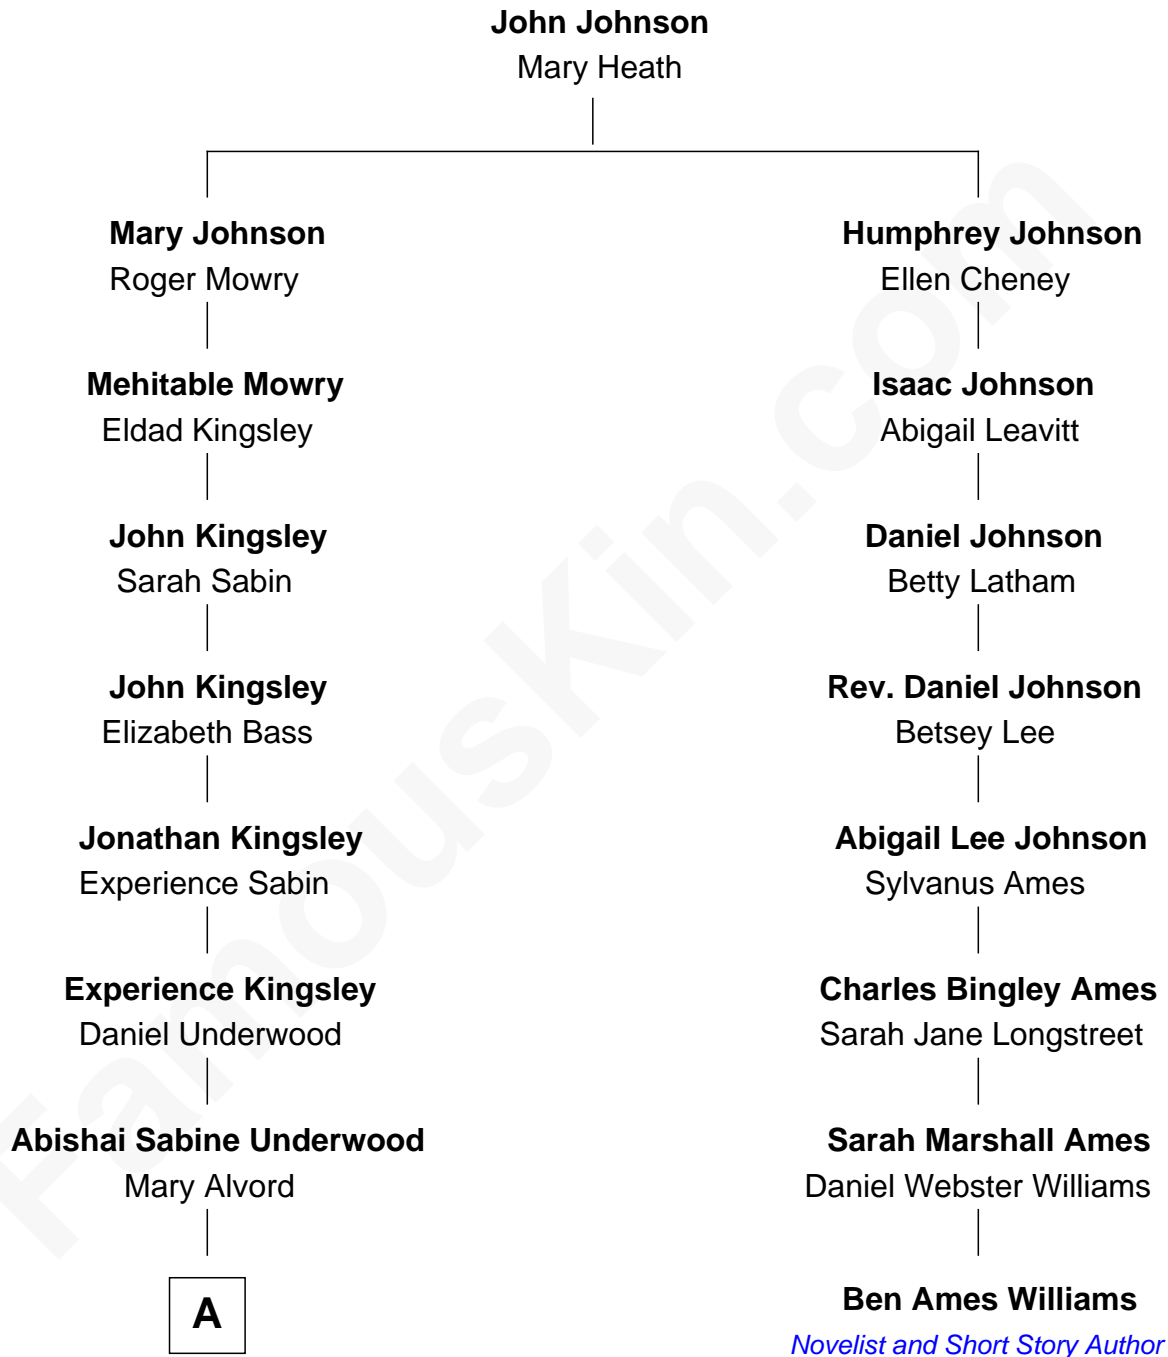 John Johnson
Mary Heath
Mary Johnson
Roger Mowry
Humphrey Johnson
Ellen Cheney
Mehitable Mowry
Eldad Kingsley
Isaac Johnson
Abigail Leavitt
John Kingsley
Sarah Sabin
Daniel Johnson
Betty Latham
John Kingsley
Elizabeth Bass
Rev. Daniel Johnson
Betsey Lee
Jonathan Kingsley
Experience Sabin
Abigail Lee Johnson
Sylvanus Ames
Experience Kingsley
Daniel Underwood
Charles Bingley Ames
Sarah Jane Longstreet
Abishai Sabine Underwood
Mary Alvord
Sarah Marshall Ames
Daniel Webster Williams
A
Ben Ames Williams
Novelist and Short Story Author
FamousKin.com